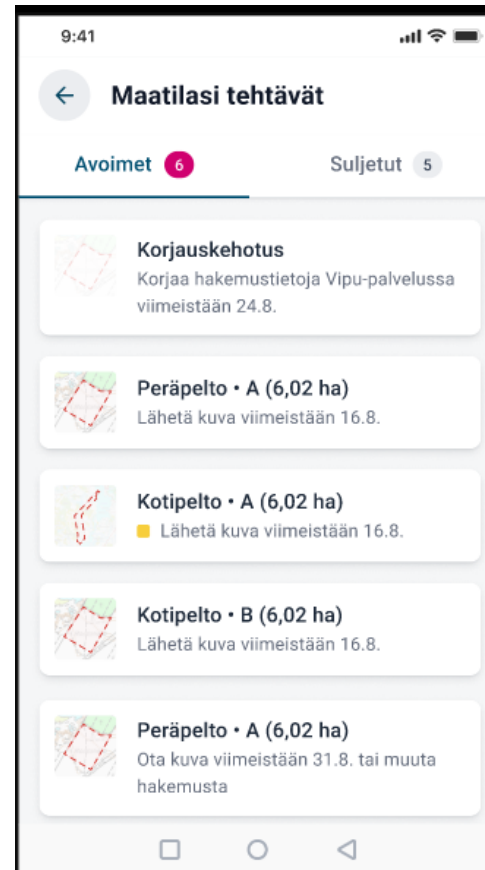 9:41
Maatilasi tehtävät
Avoimet 6 Suljetut 5
Korjauskehotus
Korjaa hakemustietoja Vipu-palvelussa
viimeistään 24.8.
Peräpelto • A (6,02 ha)
Lähetä kuva viimeistään 16.8.
Kotipelto • A (6,02 ha)
Lähetä kuva viimeistään 16.8.
Kotipelto • B (6,02 ha)
Lähetä kuva viimeistään 16.8.
Peräpelto • A (6,02 ha)
Ota kuva viimeistään 31.8. tai muuta
hakemusta